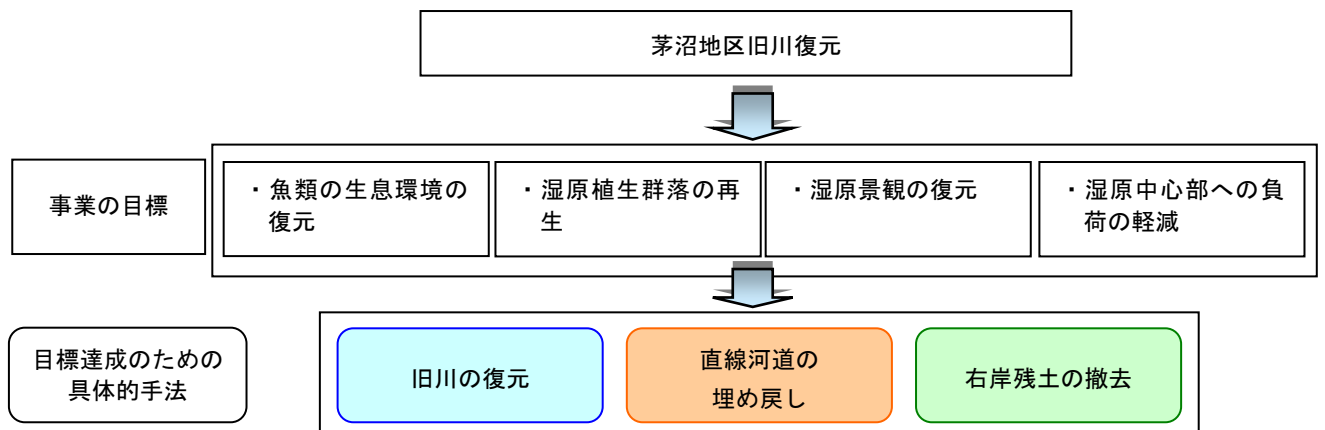 茅沼地区旧川復元
事業の目標
・魚類の生息環境の
復元
・湿原植生群落の再
生
・湿原景観の復元
・湿原中心部への負
荷の軽減
目標達成のための
具体的手法
旧川の復元
直線河道の
埋め戻し
右岸残土の撤去